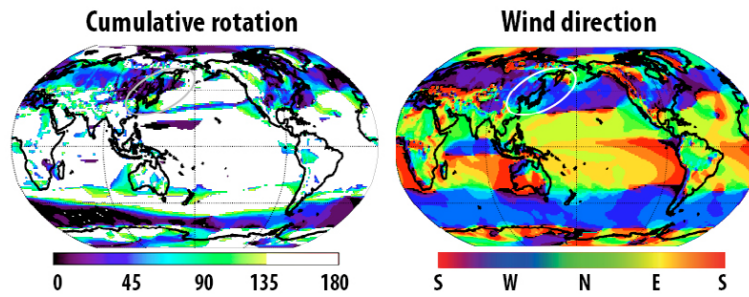 Cumulative rotation
Wind direction
0 45 90 135 180
S W N E S